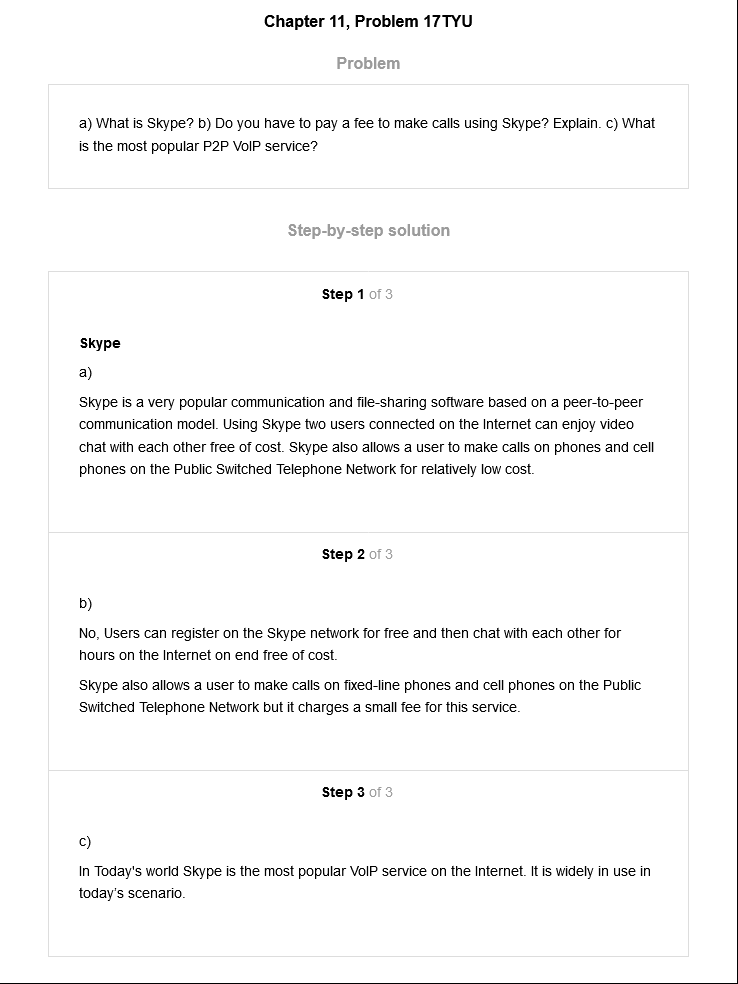 Chapter 11, Problem 17TYU
Problem
a) What is Skype? b) Do you have to pay a fee to make calls using Skype? Explain. c) What
is the most popular P2P VoIP service?
Step-by-step solution
Step 1 of 3
Skype
a)
Skype is a very popular communication and file-sharing software based on a peer-to-peer
communication model. Using Skype two users connected on the Internet can enjoy video
chat with each other free of cost. Skype also allows a user to make calls on phones and cell
phones on the Public Switched Telephone Network for relatively low cost.
Step 2 of 3
b)
No, Users can register on the Skype network for free and then chat with each other for
hours on the Internet on end free of cost.
Skype also allows a user to make calls on fixed-line phones and cell phones on the Public
Switched Telephone Network but it charges a small fee for this service.
Step 3 of 3
c)
In Today's world Skype is the most popular VoIP service on the Internet. It is widely in use in
today’s scenario.